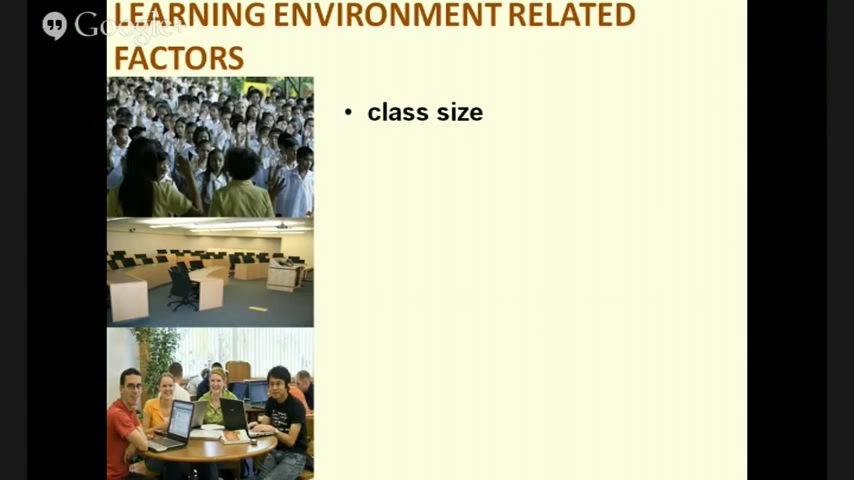 LEARNING ENVIRONMENT RELATED
Google+
FACTORS
• class size